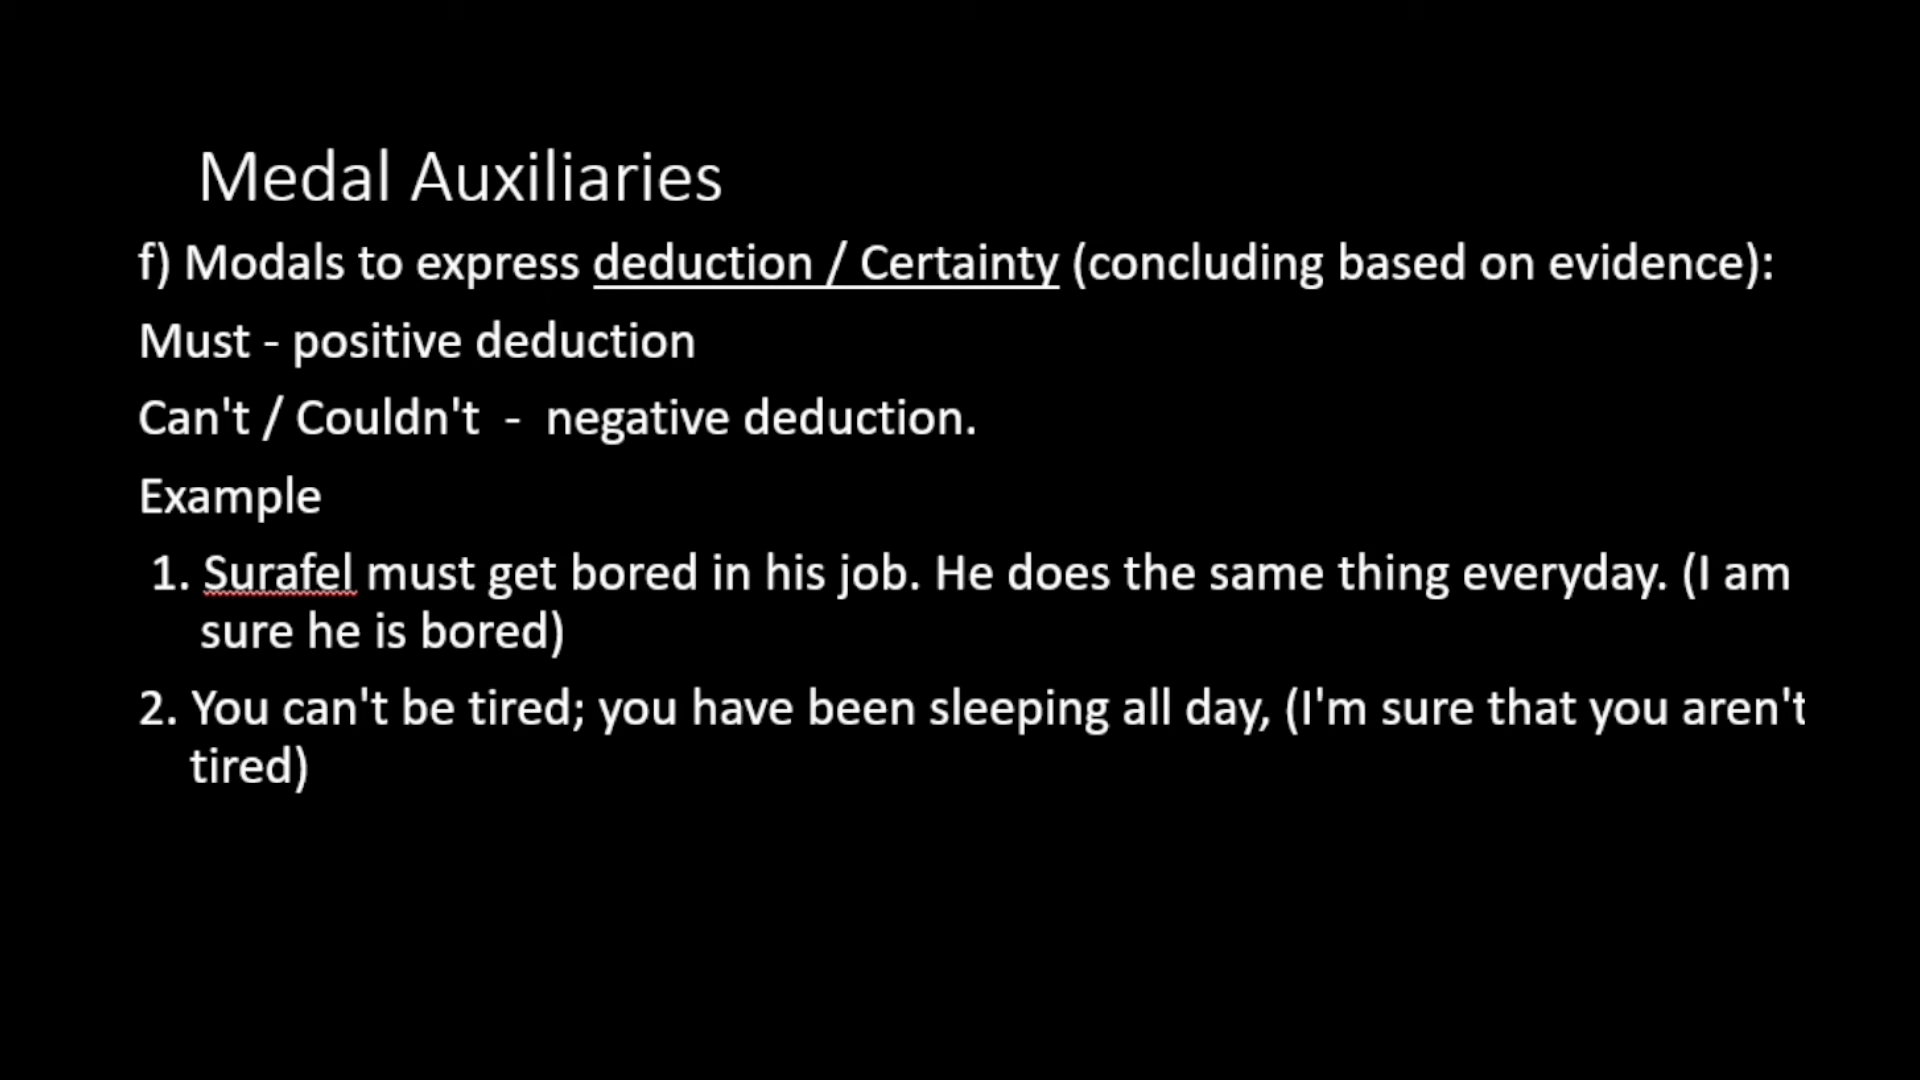 Medal Auxiliaries
f) Modals to express deduction / Certainty (concluding based on evidence):
Must - positive deduction
Can't / Couldn't  -  negative deduction.
Example
1. Surafel must get bored in his job. He does the same thing everyday. (I am
sure he is bored)
2. You can't be tired; you have been sleeping all day, (I'm sure that you aren't
tired)